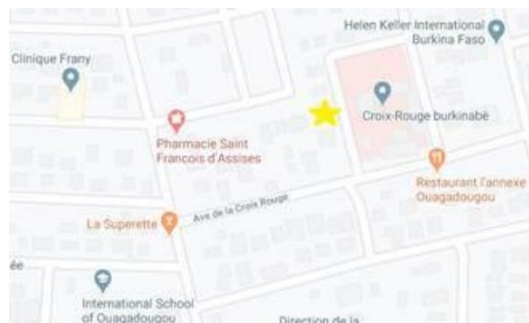 Helen Keller International
Burkina Faso
Clinique Frany
Croix-Rouge burkinabè
Pharmacie Saint
Francois d'Assises
Restaurant l'annexe
Ouagadougou
Ave de la Croix Rouge
La Superette
ée
International School
of Ouagadougou
Direction de la